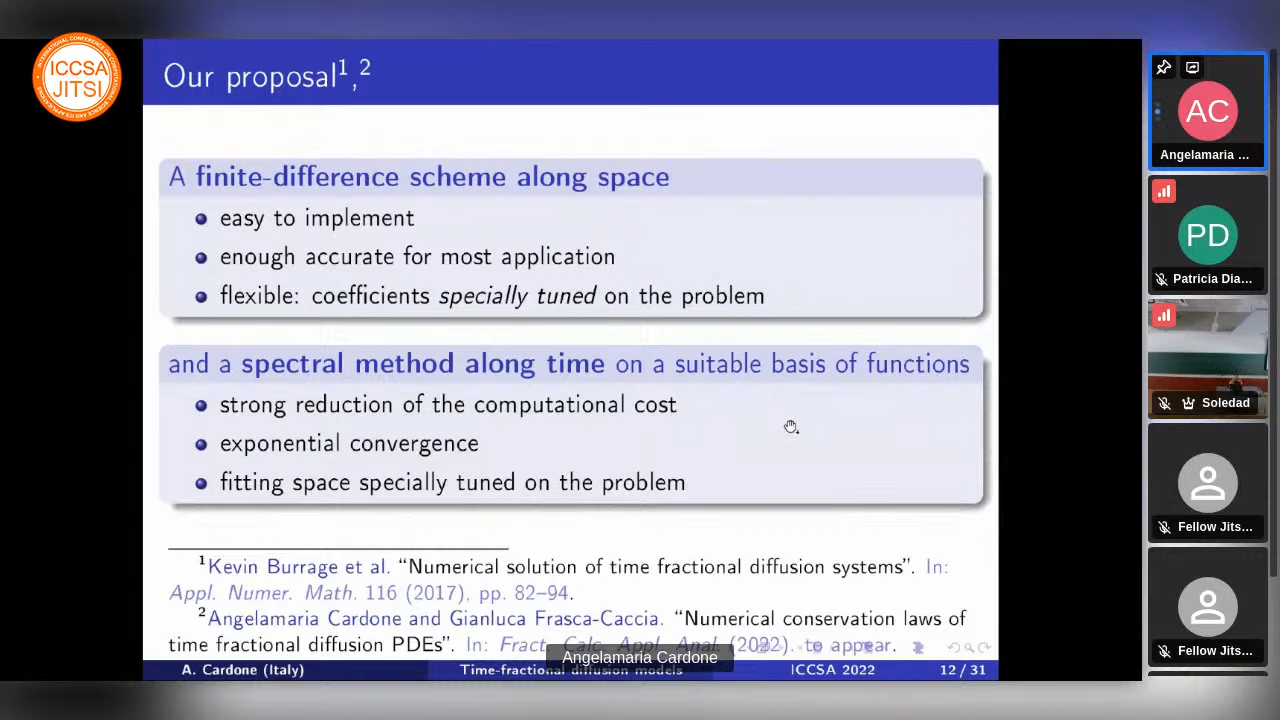 ICCSA
JITSI
Our proposal1,2
A finite-difference scheme along space
easy to implement
enough accurate for most application
flexible: coefficients specially tuned on the problem
and a spectral method along time on a suitable basis of functions
strong reduction of the computational cost
exponential convergence
fitting space specially tuned on the problem
1Kevin Burrage et al. “Numerical solution of time fractional diffusion systems”. In:
Appl. Numer. Math. 116 (2017), pp. 82–94.
2Angelamaria Cardone and Gianluca Frasca-Caccia. “Numerical conservation laws of
time fractional diffusion PDEs”. In: Fract. Calc. Appl. Anal. (2022). to appear.
Angelamaria Cardone
A. Cardone (Italy) Time-fractional diffusion models ICCSA 2022 12 / 31
AC
Angelamaria ...
PD
Patricia Dia...
Soledad
Fellow Jits...
Fellow Jits...